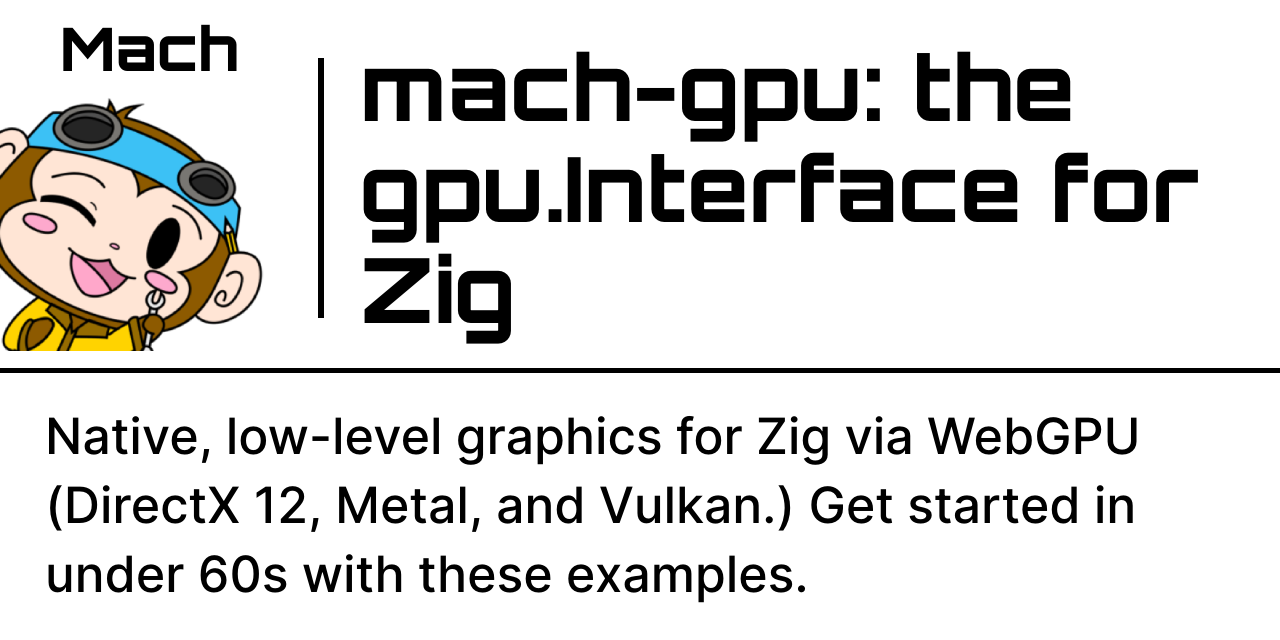 Mach
mach-gpu: the
gpu.Interface for
Zig
Native, low-level graphics for Zig via WebGPU
(DirectX 12, Metal, and Vulkan.) Get started in
under 60s with these examples.